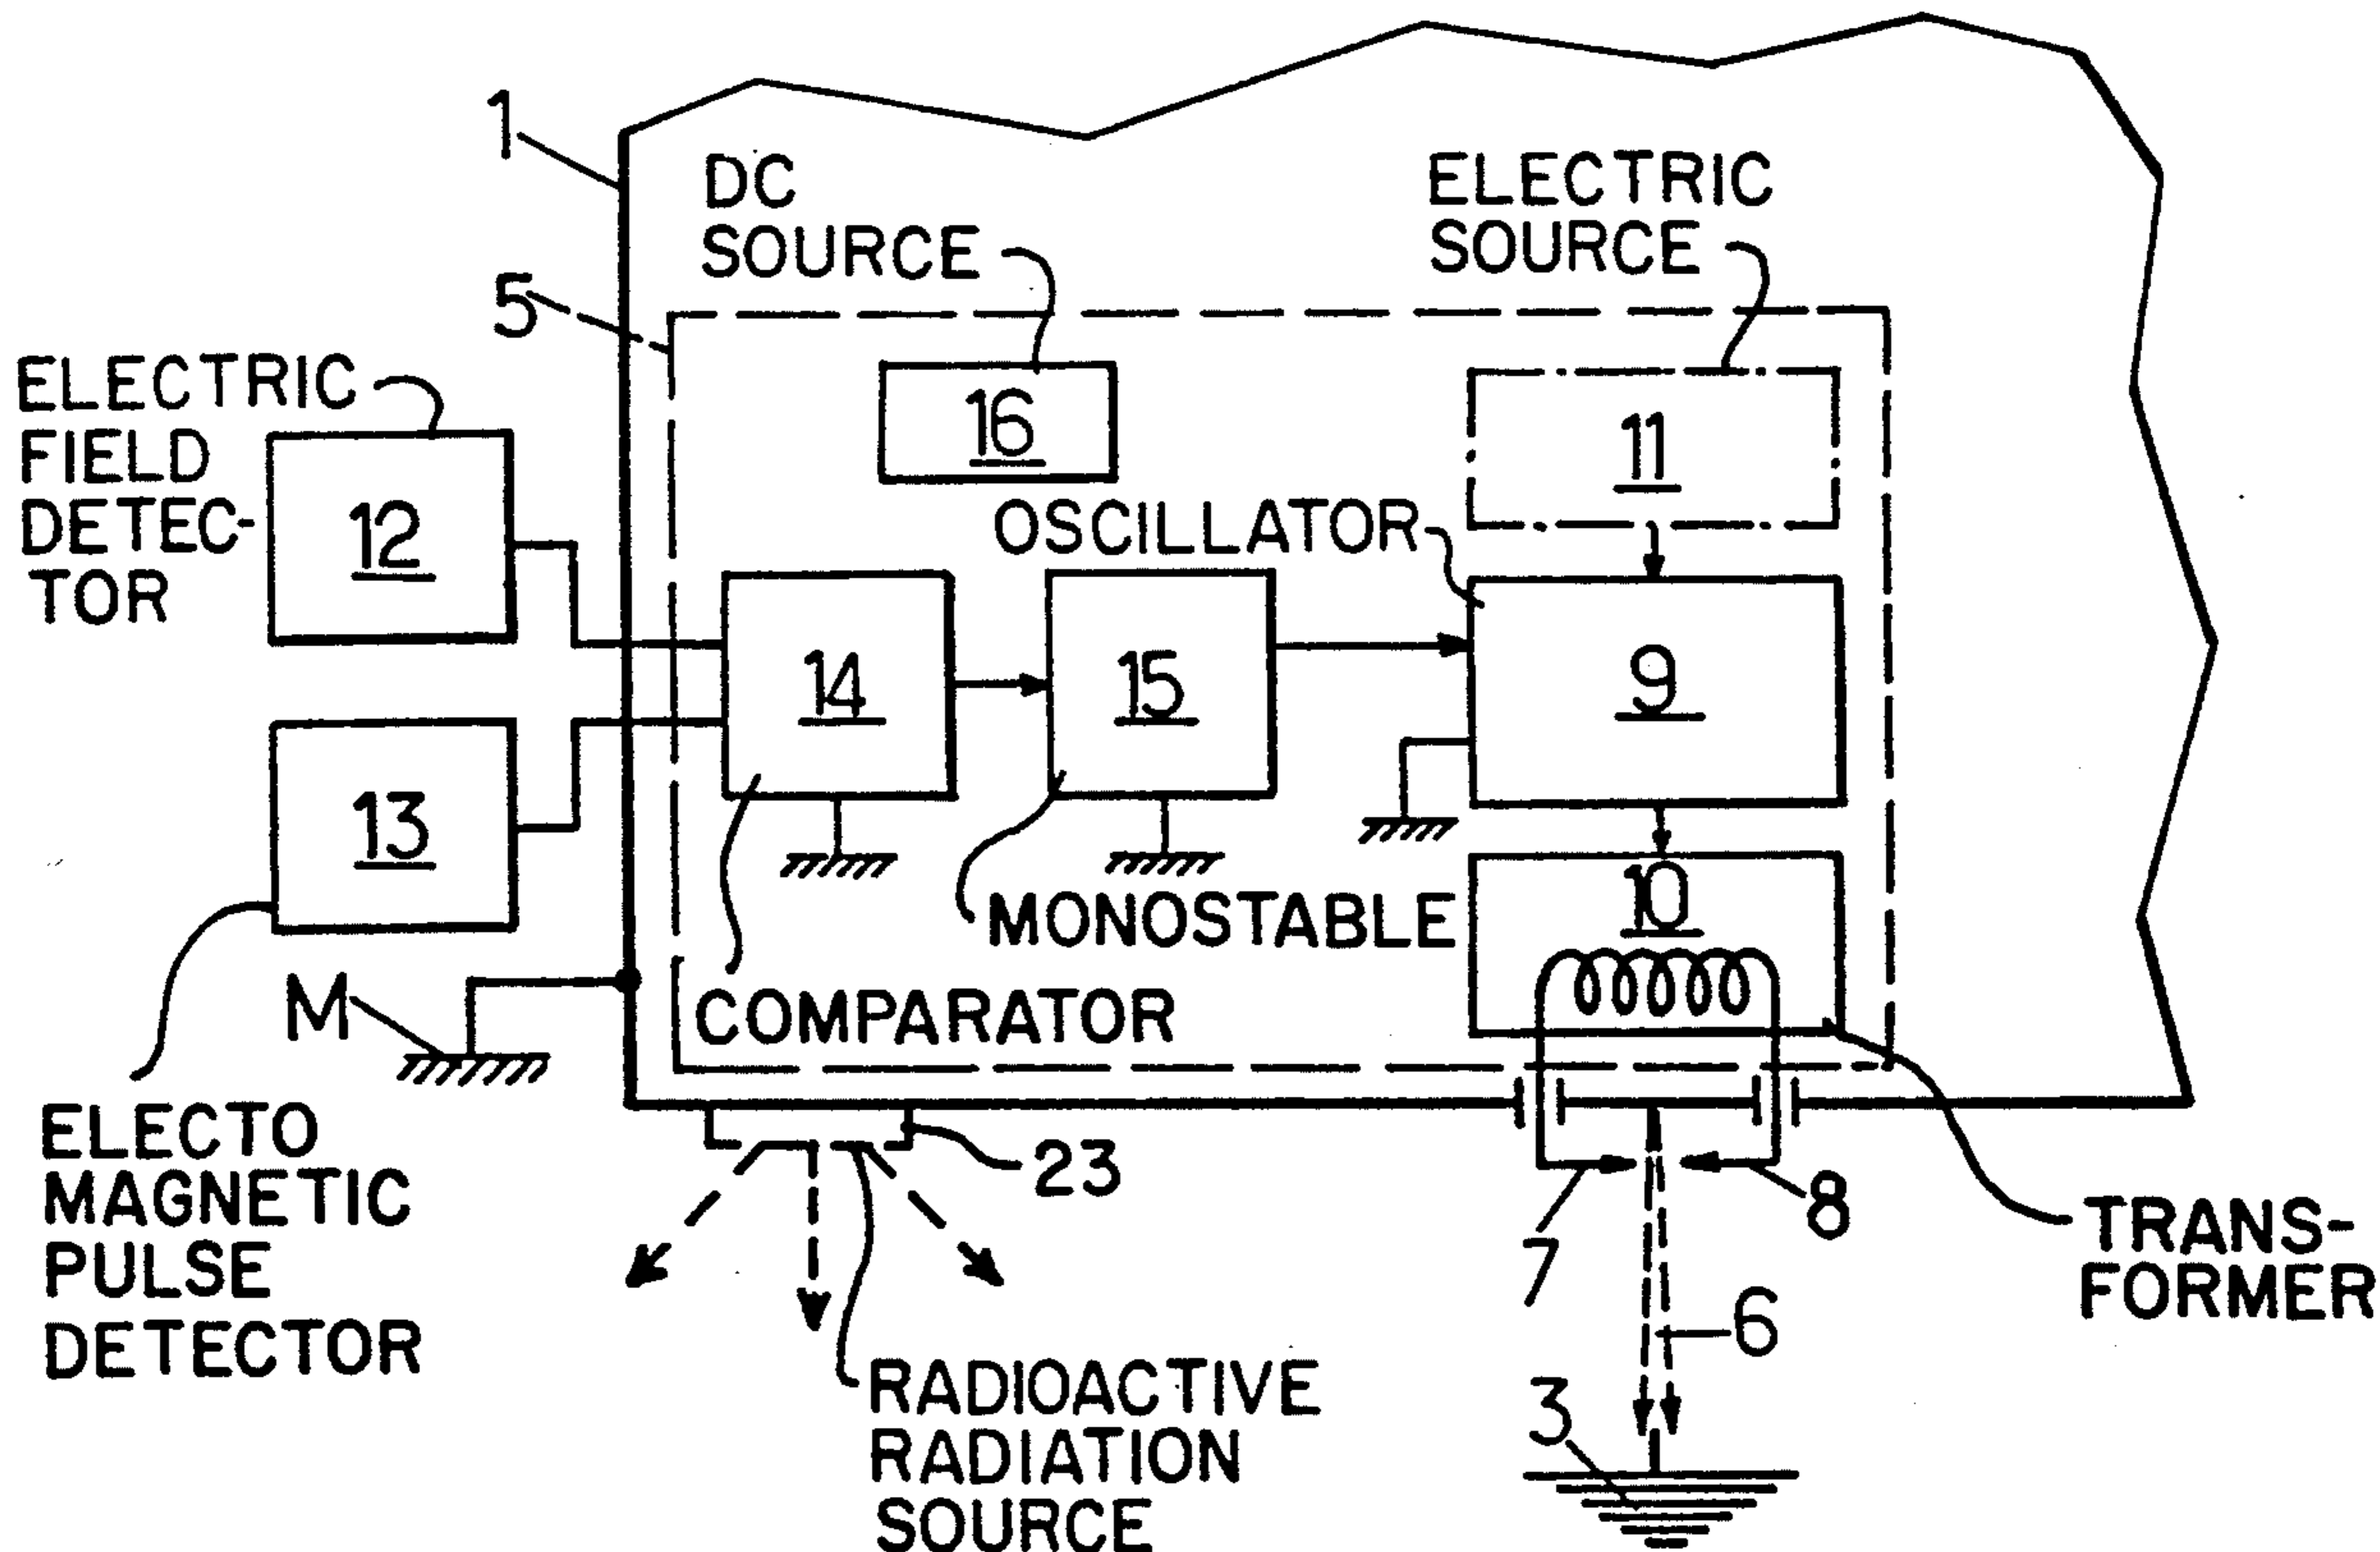 1
DC
SOURCE
ELECTRIC
SOURCE
5
ELECTRIC
FIELD
DETEC-
TOR
16
11
12
OSCILLATOR
14
15
9
13
10
MONOSTABLE
M
COMPARATOR
ELECTO
MAGNETIC
PULSE
DETECTOR
23
7
8
TRANS-
FORMER
6
RADIOACTIVE
RADIATION
SOURCE
3